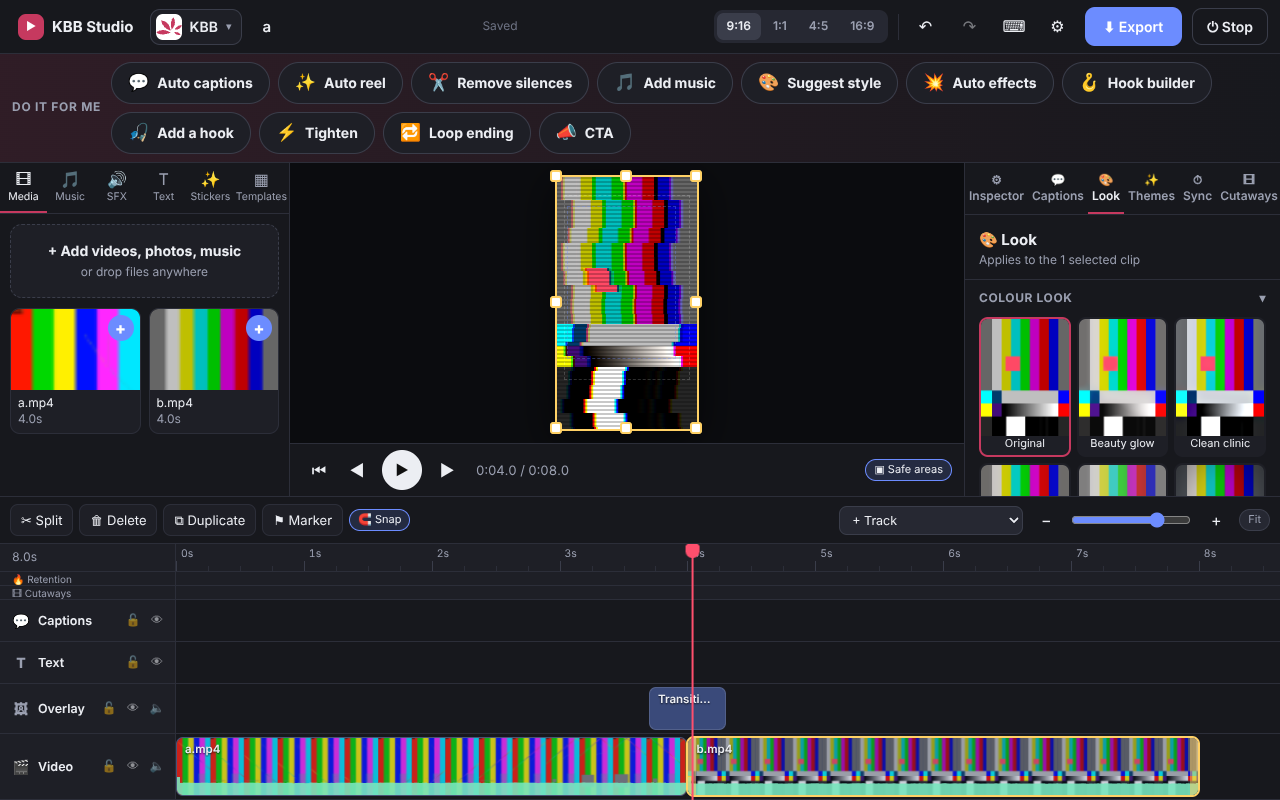 KBB Studio
KBB
a
Saved
9:16 1:1 4:5 16:9
Export
Stop
DO IT FOR ME
Auto captions
Auto reel
Remove silences
Add music
Suggest style
Auto effects
Hook builder
Add a hook
Tighten
Loop ending
CTA
Media
Music
SFX
T
Text
Stickers
Templates
+ Add videos, photos, music
or drop files anywhere
a.mp4
4.0s
b.mp4
4.0s
0:04.0 / 0:08.0
Safe areas
Inspector
Captions
Look
Themes
Sync
Cutaways
Look
Applies to the 1 selected clip
COLOUR LOOK
Original
Beauty glow
Clean clinic
Split
Delete
Duplicate
Marker
Snap
+ Track
Fit
8.0s
0s 1s 2s 3s s 5s 6s 7s 8s
Retention
Cutaways
Captions
T Text
Overlay
Transiti...
Video
a.mp4
b.mp4